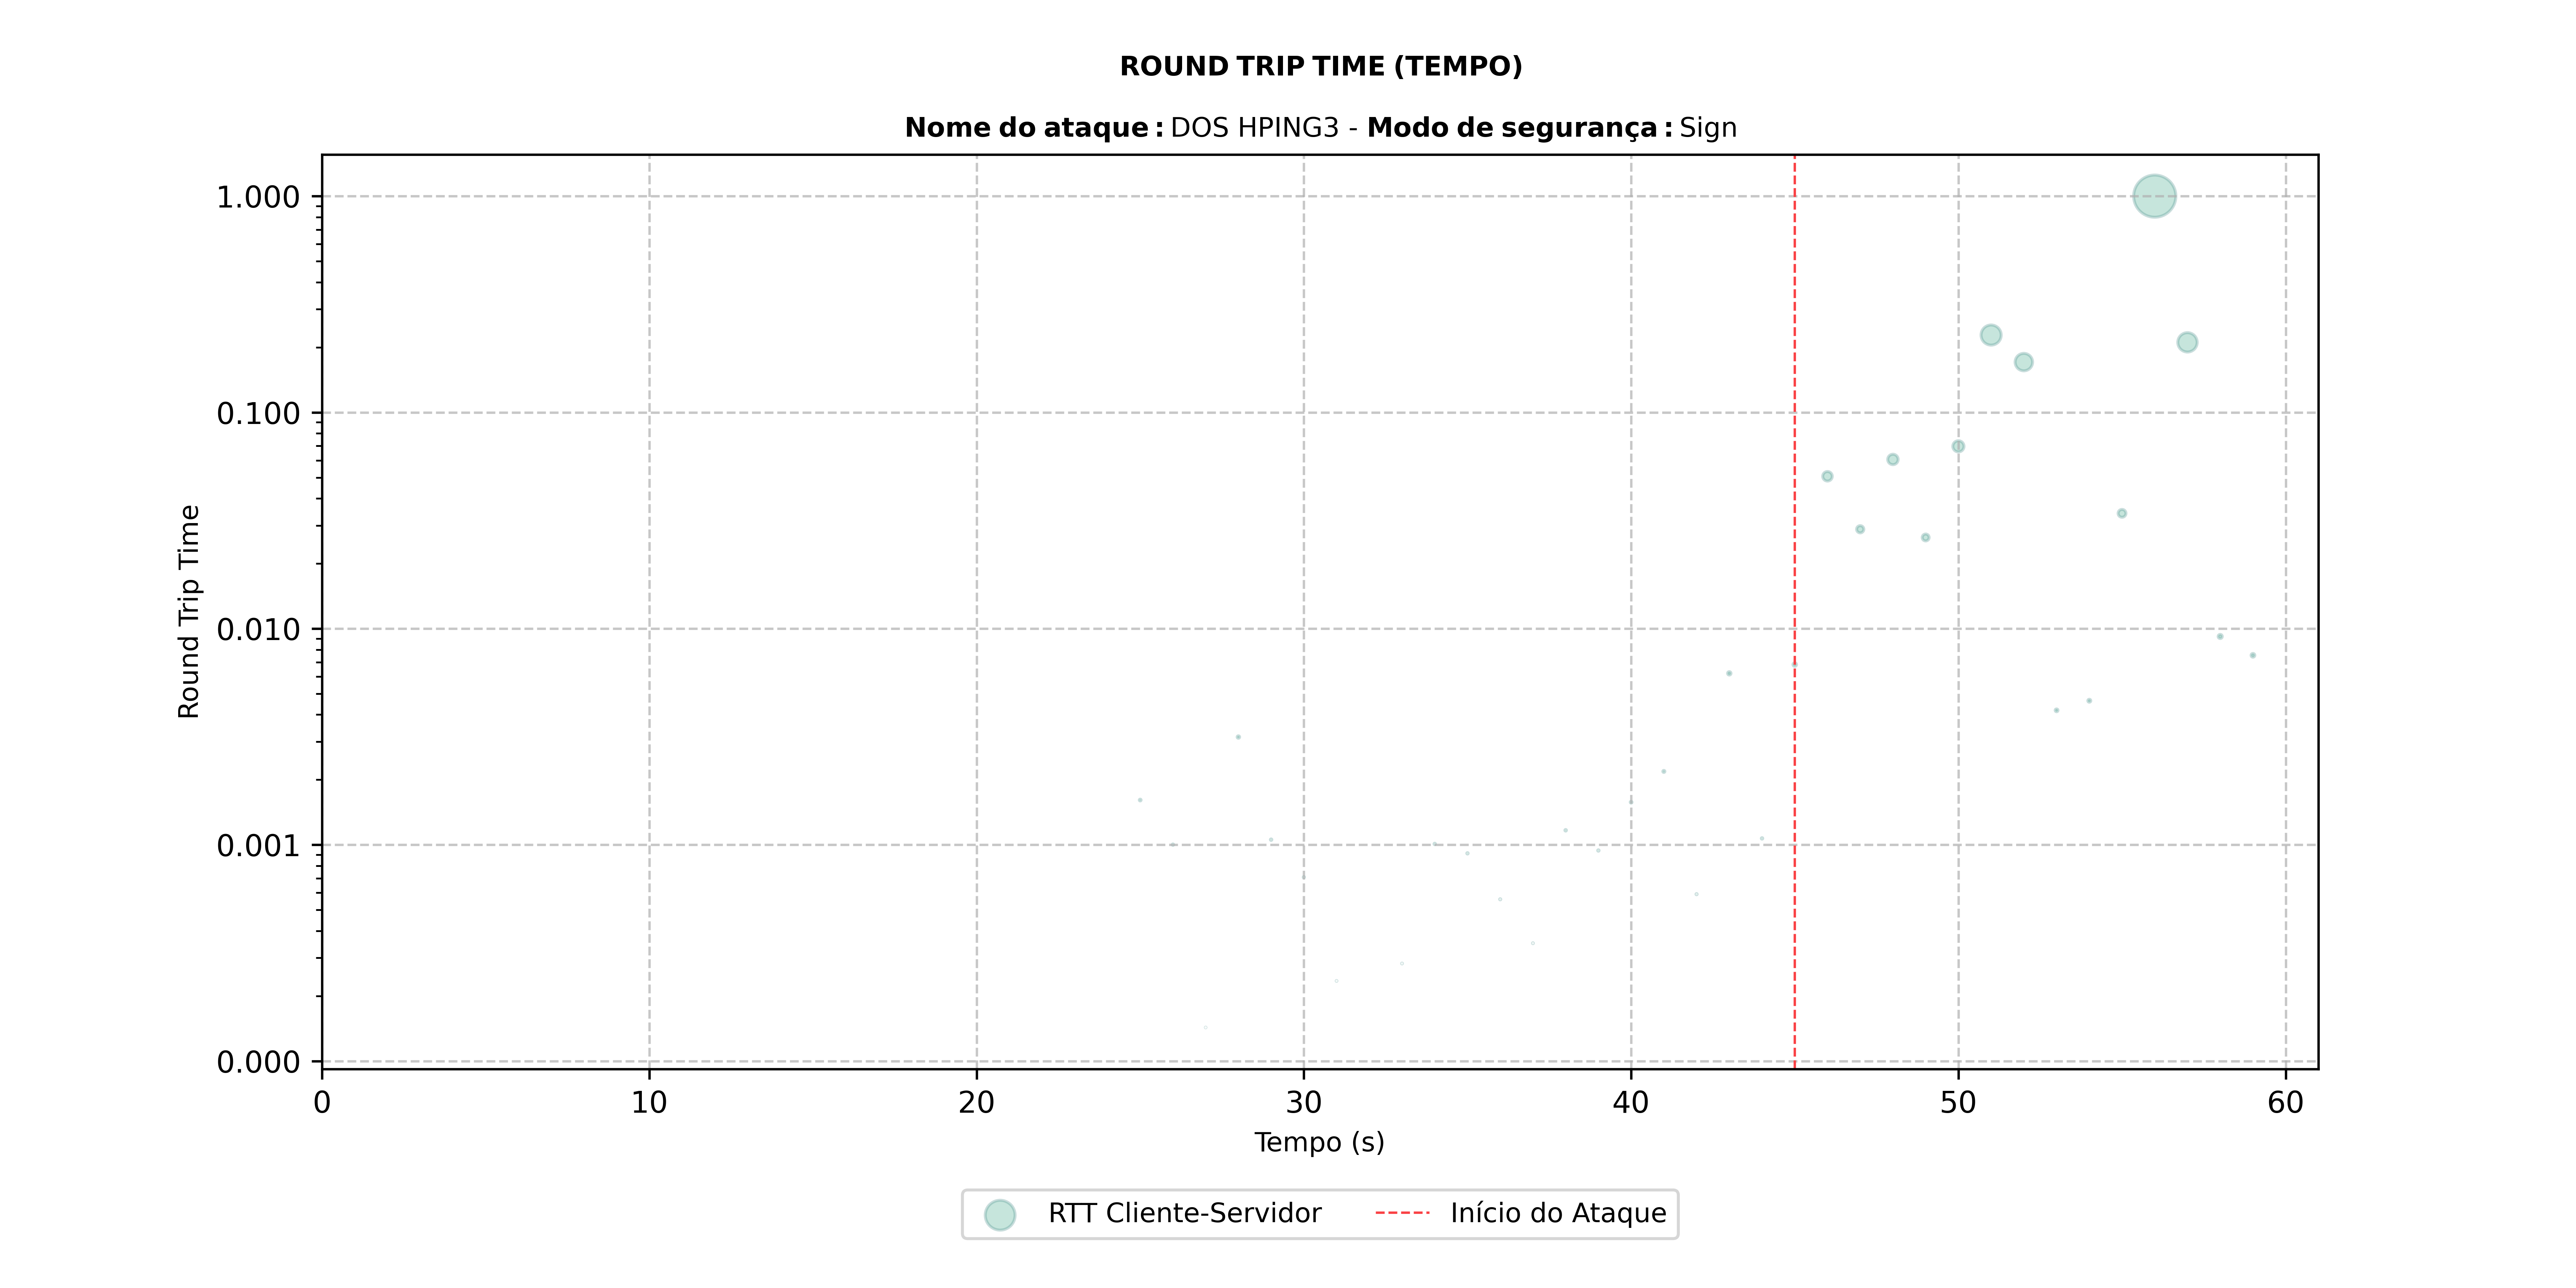 ROUND TRIP TIME (TEMPO)
Nome do ataque: DOS HPING3 - Modo de segurança: Sign
1.000
0.100
0.010
0.001
0.000
Round Trip Time
0 10 20 30 40 50 60
Tempo (s)
RTT Cliente-Servidor Início do Ataque